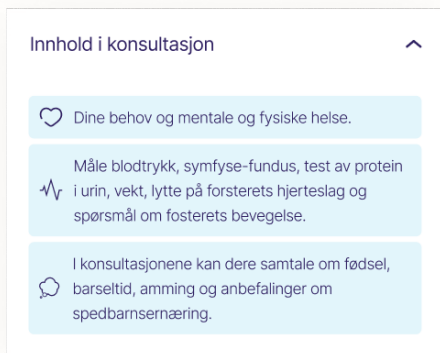 Innhold i konsultasjon
Dine behov og mentale og fysiske helse.
Måle blodtrykk, symfyse-fundus, test av protein
i urin, vekt, lytte på forsterets hjerteslag og
spørsmål om fosterets bevegelse.
I konsultasjonene kan dere samtale om fødsel,
barseltid, amming og anbefalinger om
spedbarnsernæring.